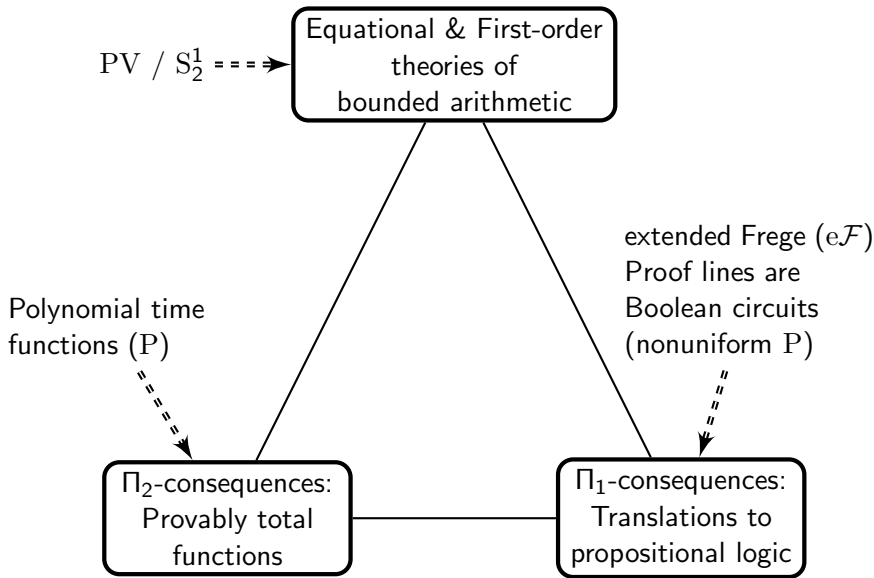 Equational & First-order
theories of
bounded arithmetic
PV / S₂¹
extended Frege (eℱ)
Proof lines are
Boolean circuits
(nonuniform P)
Polynomial time
functions (P)
Π₂-consequences:
Provably total
functions
Π₁-consequences:
Translations to
propositional logic